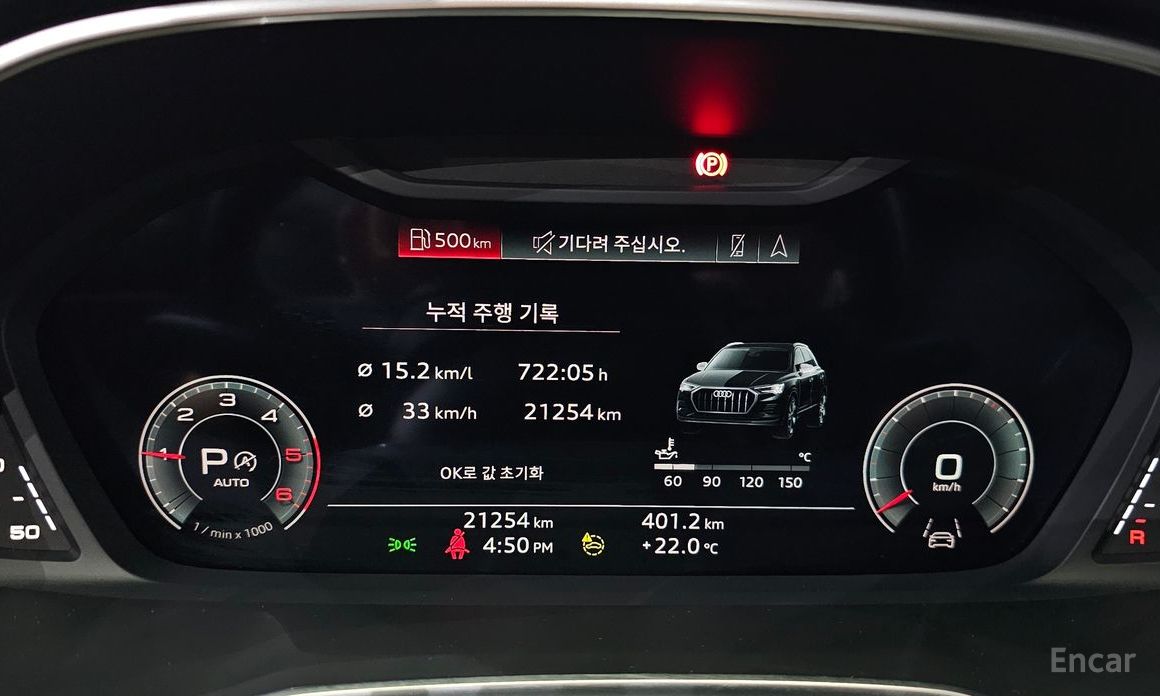 500 km 기다려 주십시오.
누적 주행 기록
Ø 15.2 km/l 722:05 h
Ø 33 km/h 21254 km
OK로 값 초기화
1 2 3 4 5 6
P
AUTO
1 / min x 1000
°C
60 90 120 150
0
km/h
21254 km 401.2 km
4:50 PM +22.0 °C
50
R
Encar